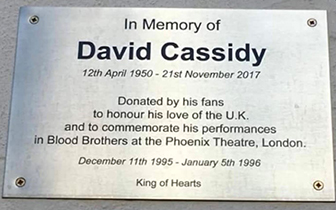 In Memory of
David Cassidy
12th April 1950 - 21st November 2017
Donated by his fans
to honour his love of the U.K.
and to commemorate his performances
in Blood Brothers at the Phoenix Theatre, London.
December 11th 1995 - January 5th 1996
King of Hearts